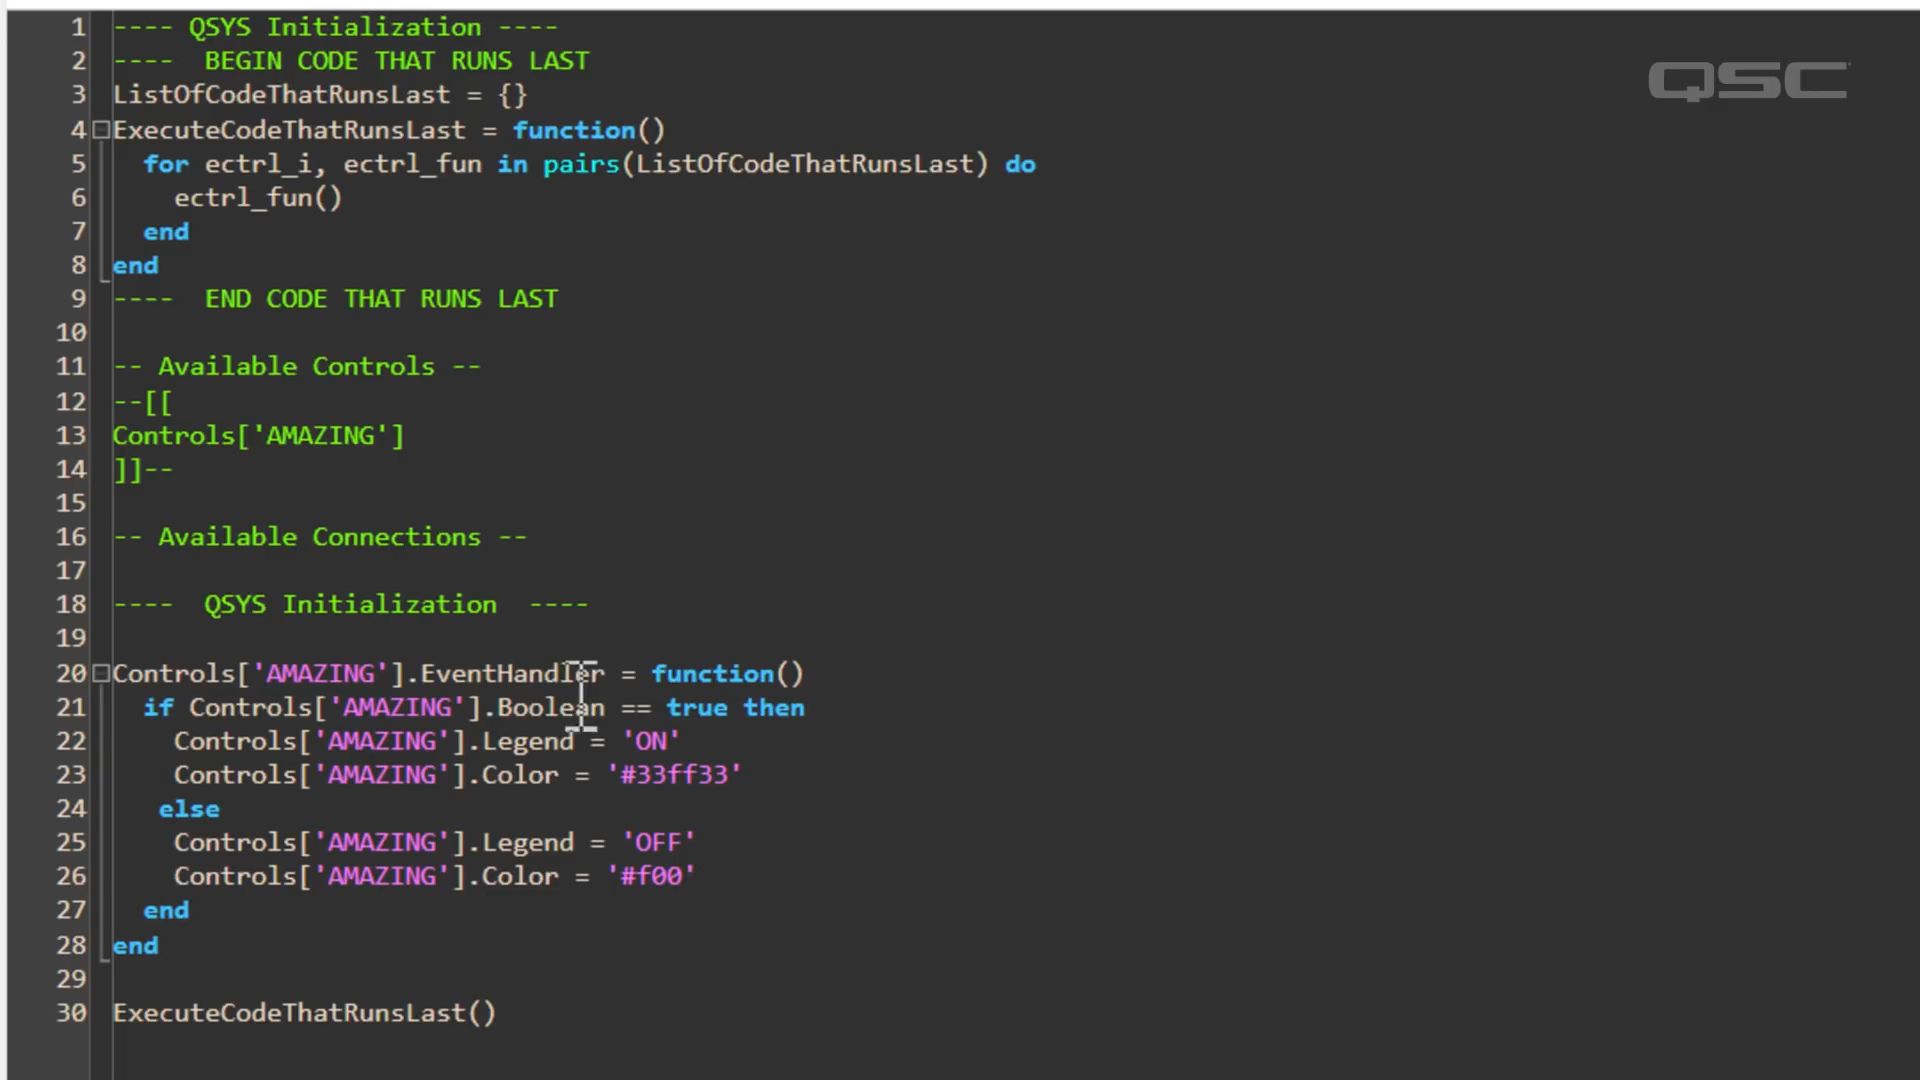 1 ---- QSYS Initialization ----
2 ----  BEGIN CODE THAT RUNS LAST
3 ListOfCodeThatRunsLast = {}
4 ExecuteCodeThatRunsLast = function()
5   for ectrl_i, ectrl_fun in pairs(ListOfCodeThatRunsLast) do
6     ectrl_fun()
7   end
8 end
9 ----  END CODE THAT RUNS LAST
10
11 -- Available Controls --
12 --[[
13 Controls['AMAZING']
14 ]]--
15
16 -- Available Connections --
17
18 ----  QSYS Initialization  ----
19
20 Controls['AMAZING'].EventHandler = function()
21   if Controls['AMAZING'].Boolean == true then
22     Controls['AMAZING'].Legend = 'ON'
23     Controls['AMAZING'].Color = '#33ff33'
24    else
25     Controls['AMAZING'].Legend = 'OFF'
26     Controls['AMAZING'].Color = '#f00'
27   end
28 end
29
30 ExecuteCodeThatRunsLast()
QSC